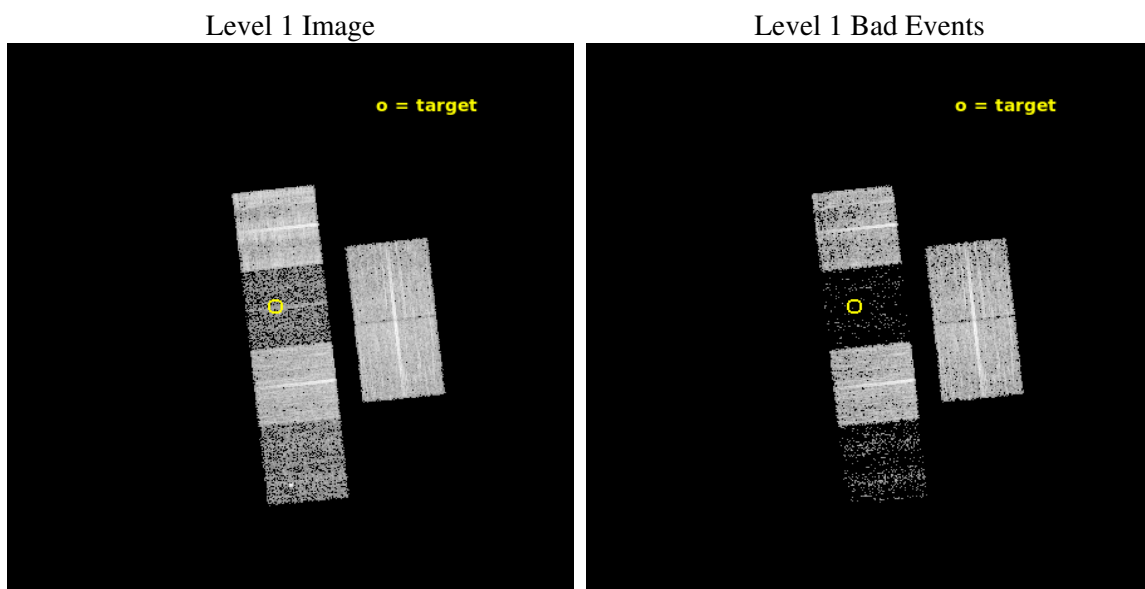 Level 1 Image
Level 1 Bad Events
o = target
o = target